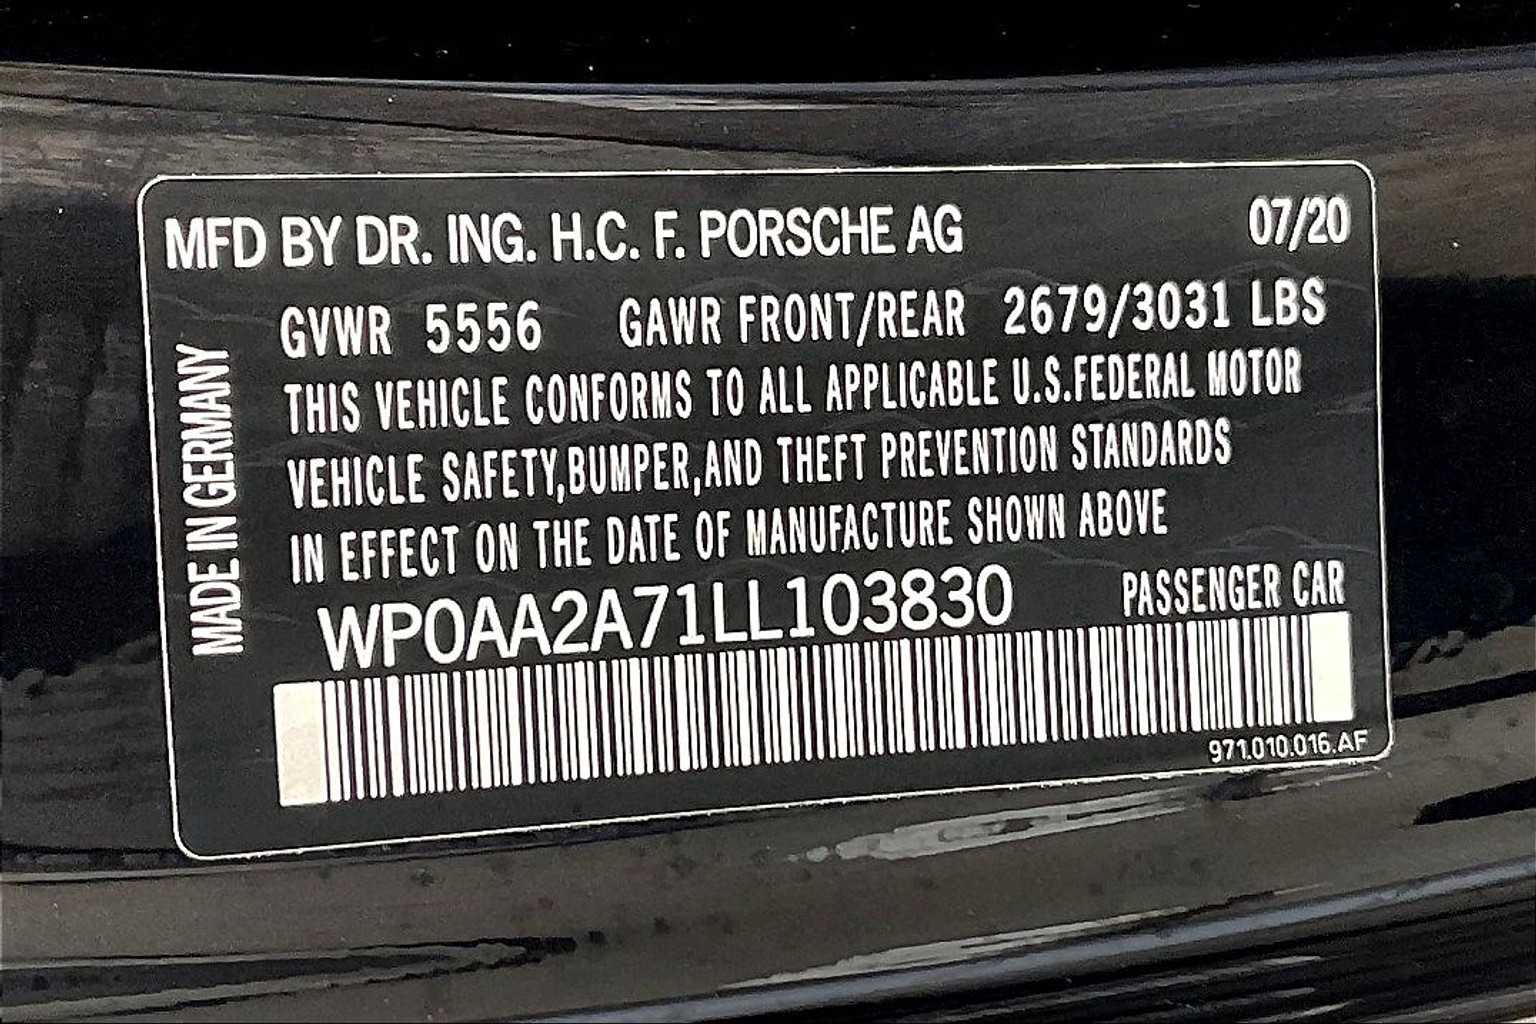 MFD BY DR. ING. H.C. F. PORSCHE AG 07/20
GVWR 5556 GAWR FRONT/REAR 2679/3031 LBS
THIS VEHICLE CONFORMS TO ALL APPLICABLE U.S.FEDERAL MOTOR
VEHICLE SAFETY,BUMPER,AND THEFT PREVENTION STANDARDS
IN EFFECT ON THE DATE OF MANUFACTURE SHOWN ABOVE
WP0AA2A71LL103830 PASSENGER CAR
971.010.016.AF
MADE IN GERMANY